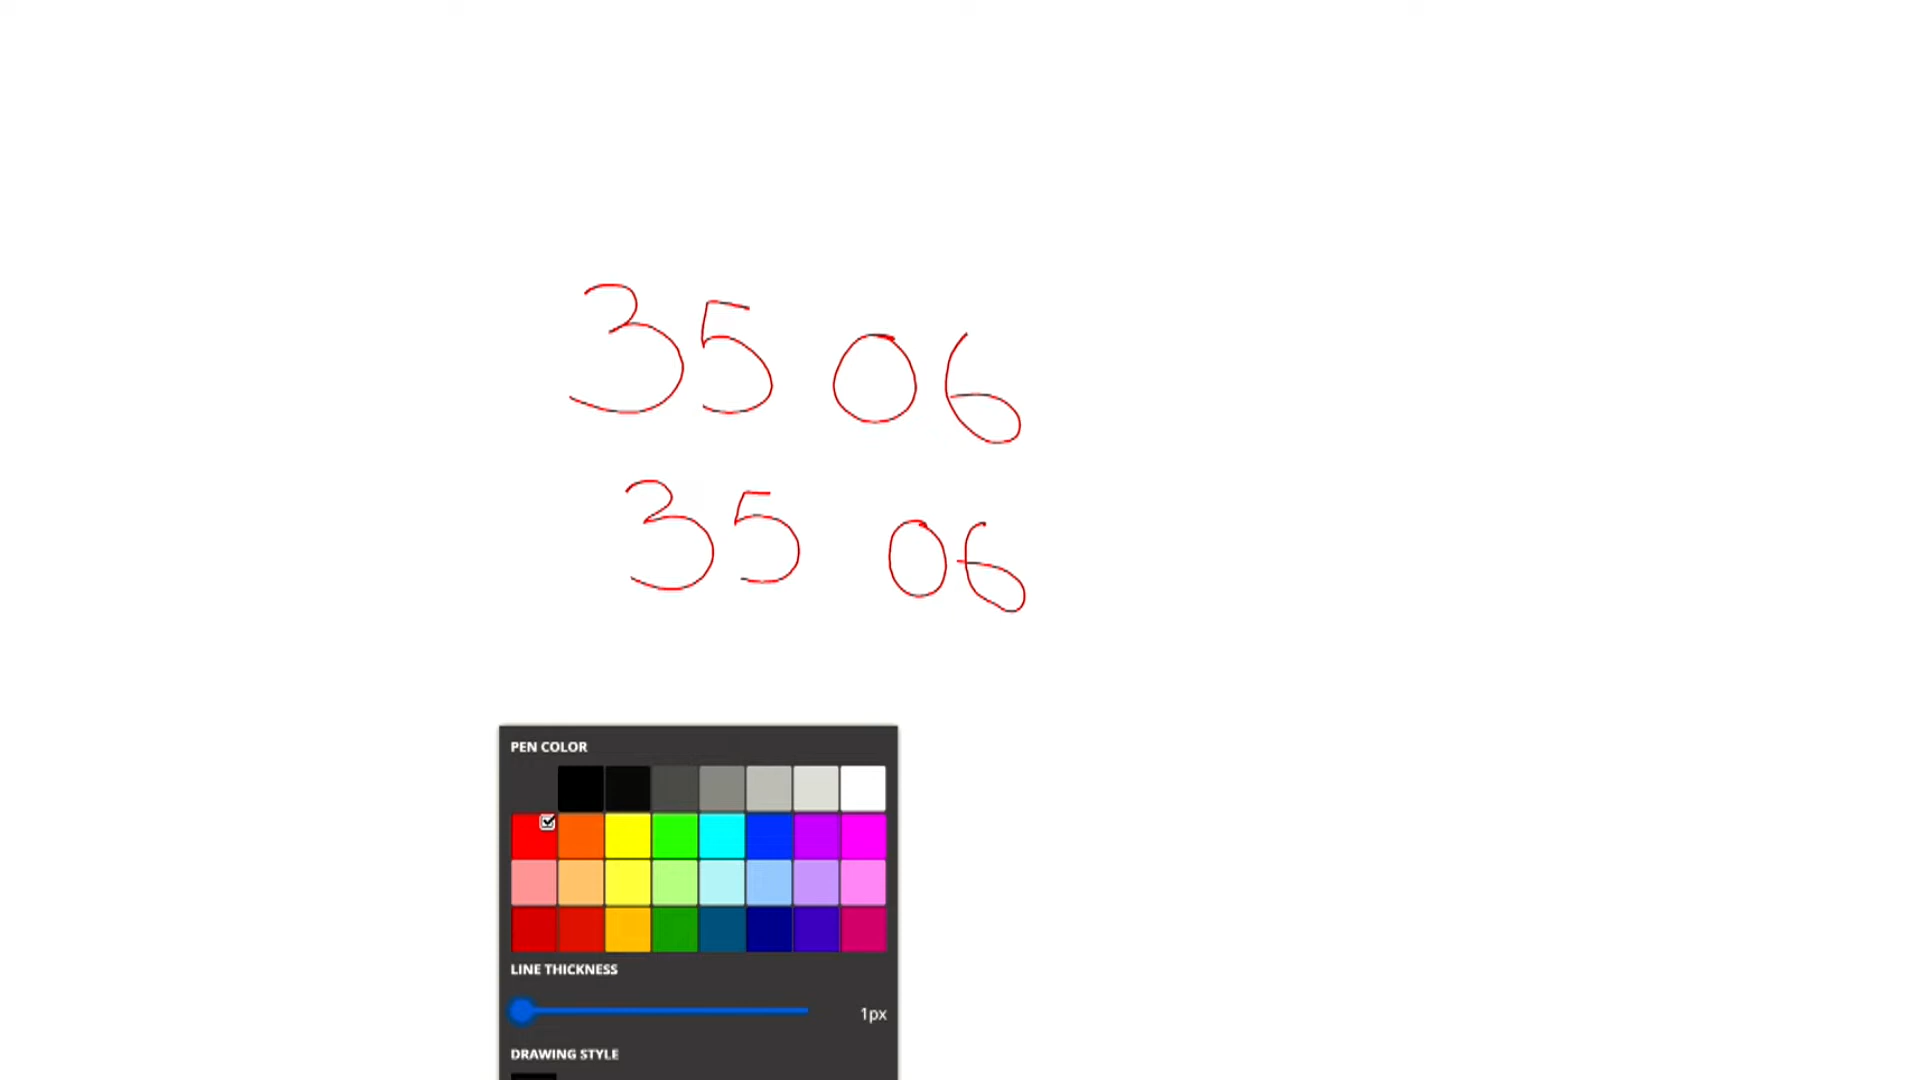 35 06
35 06
PEN COLOR
LINE THICKNESS
1px
DRAWING STYLE